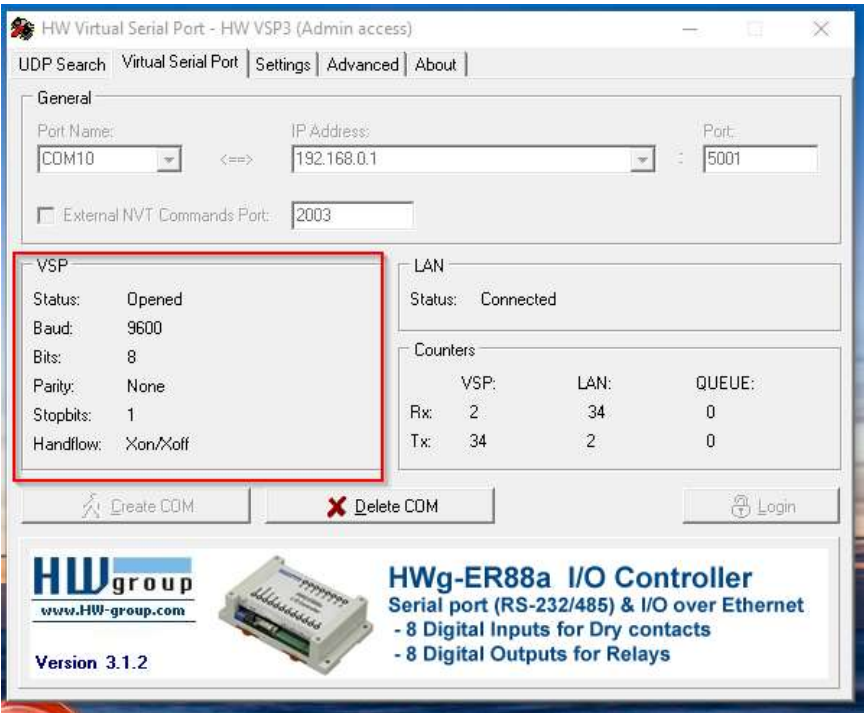 HW Virtual Serial Port - HW VSP3 (Admin access)
UDP Search Virtual Serial Port Settings Advanced About
General
Port Name: IP Address: Port:
COM10 <==> 192.168.0.1 : 5001
External NVT Commands Port: 2003
VSP
Status: Opened
Baud: 9600
Bits: 8
Parity: None
Stopbits: 1
Handflow: Xon/Xoff
LAN
Status: Connected
Counters
VSP: LAN: QUEUE:
Rx: 2 34 0
Tx: 34 2 0
Create COM Delete COM Login
HWgroup
www.HW-group.com
Version 3.1.2
HWg-ER88a I/O Controller
Serial port (RS-232/485) & I/O over Ethernet
- 8 Digital Inputs for Dry contacts
- 8 Digital Outputs for Relays